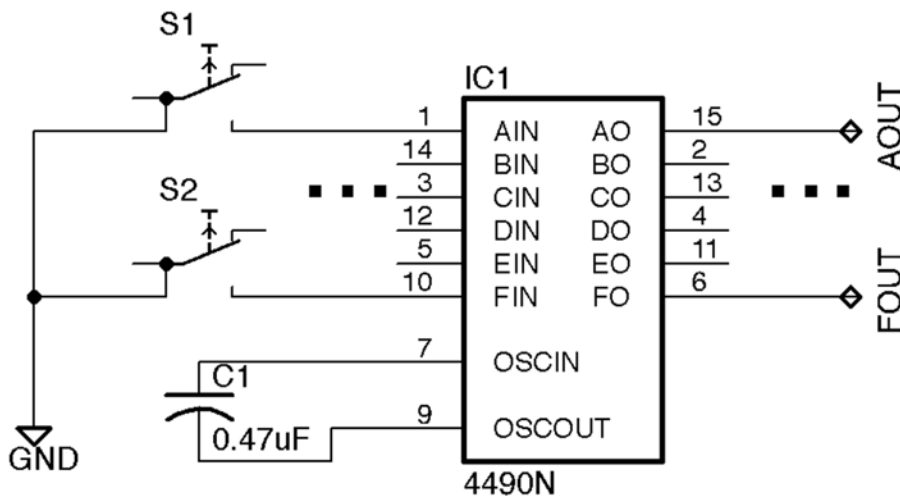 S1
IC1
1 AIN AO 15 AOUT
14 BIN BO 2
3 CIN CO 13
S2
12 DIN DO 4
5 EIN EO 11
10 FIN FO 6 FOUT
7 OSCIN
C1
0.47uF
9 OSCOUT
GND
4490N